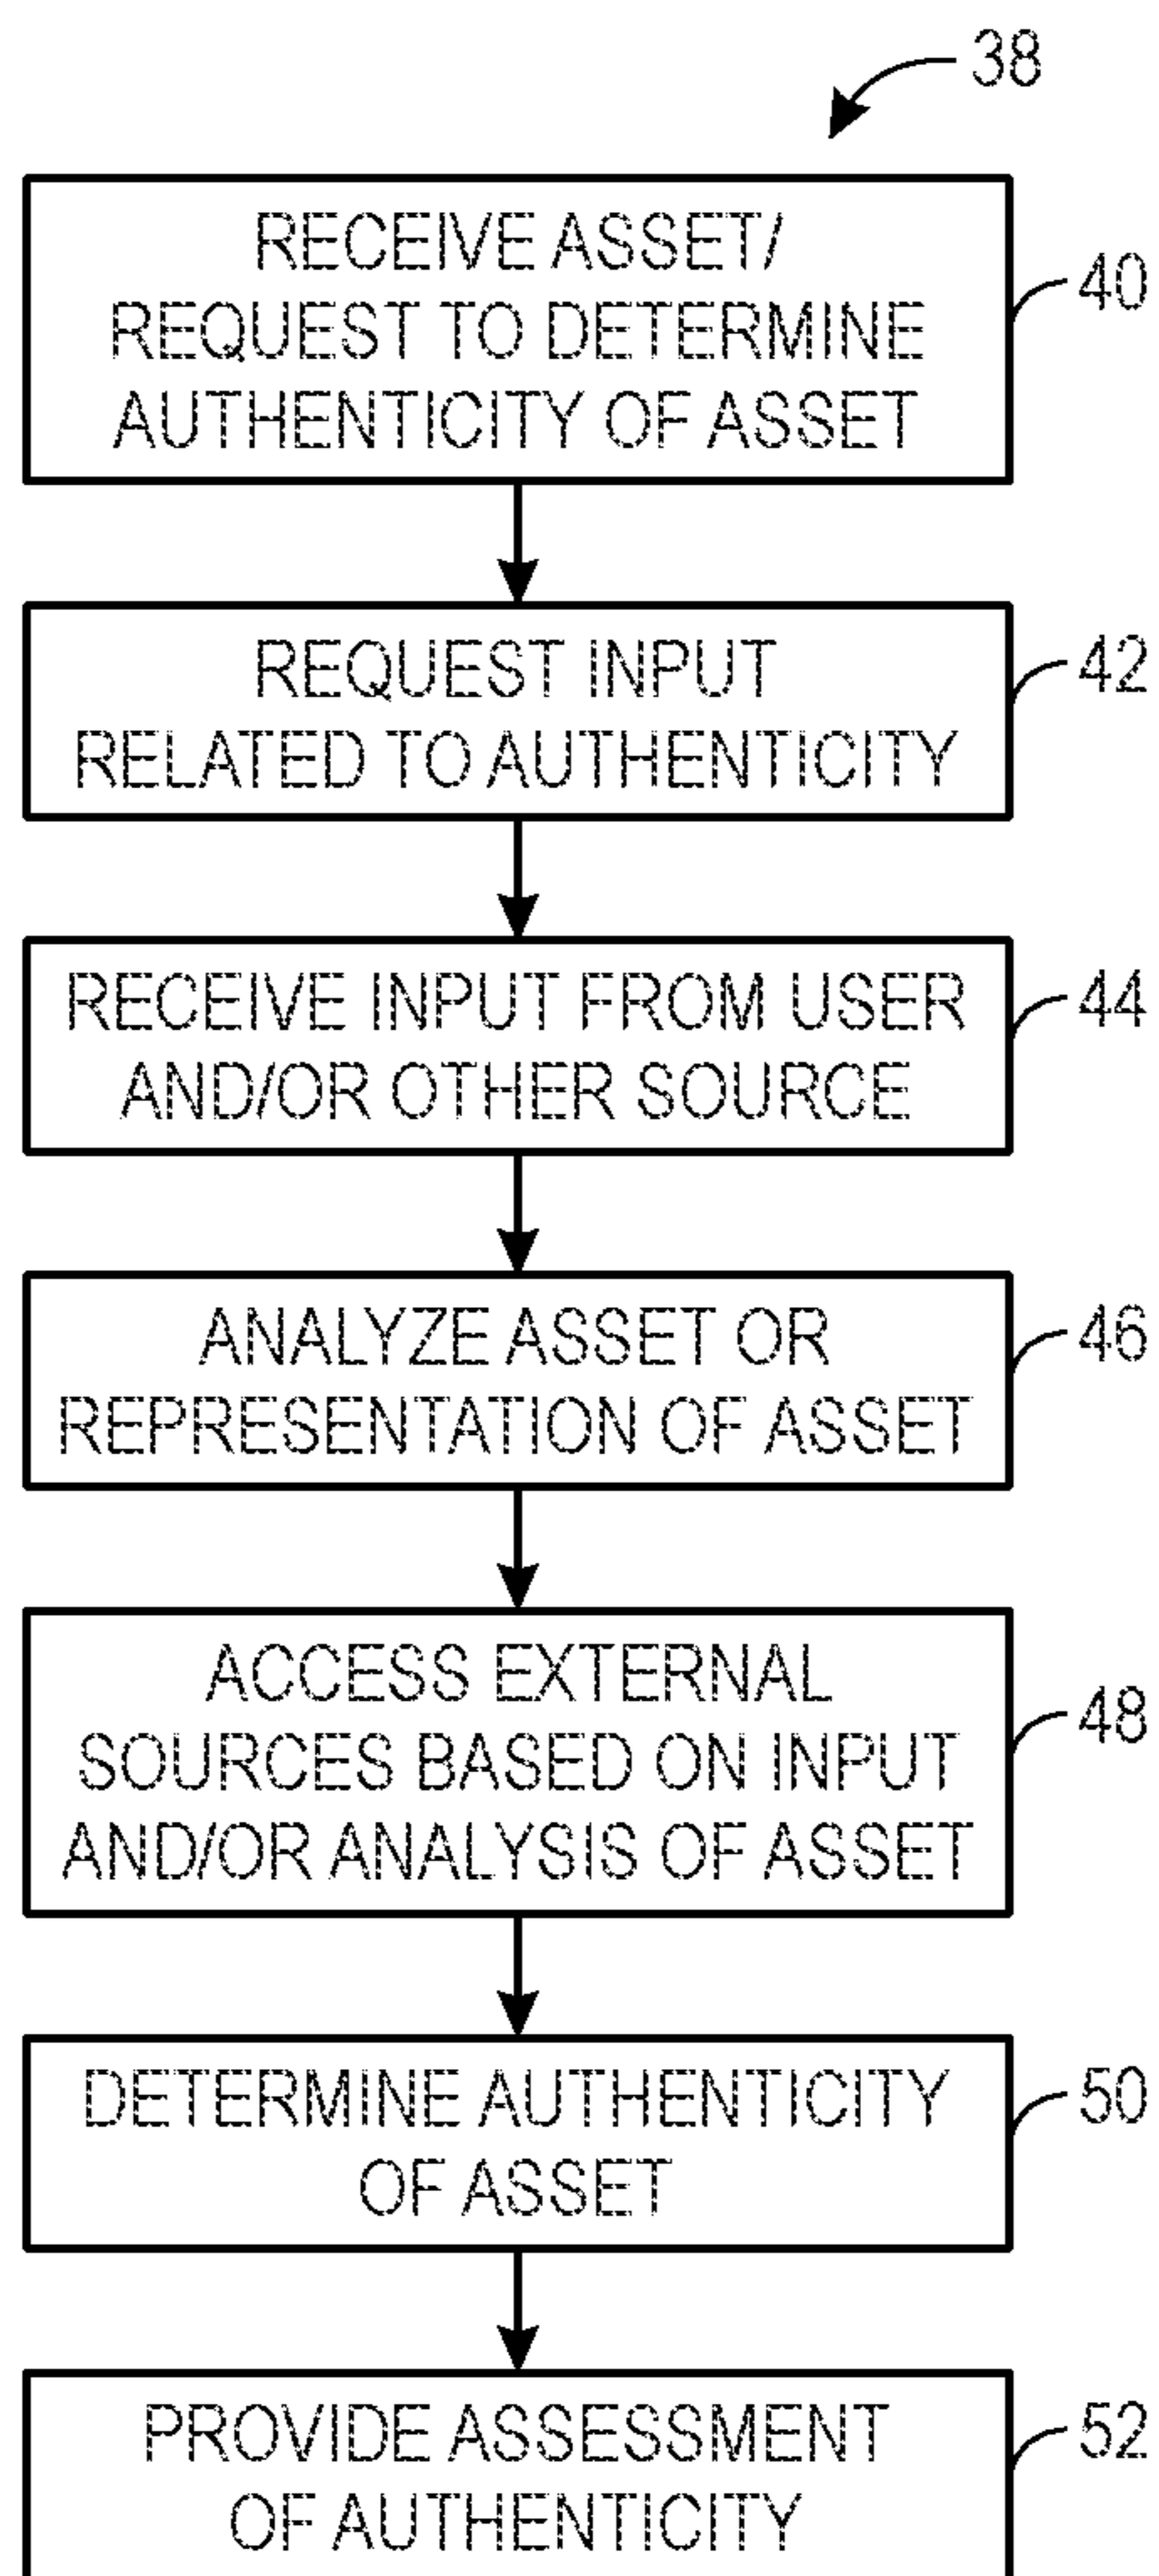 38
RECEIVE ASSET/
REQUEST TO DETERMINE
AUTHENTICITY OF ASSET
40
REQUEST INPUT
RELATED TO AUTHENTICITY
42
RECEIVE INPUT FROM USER
AND/OR OTHER SOURCE
44
ANALYZE ASSET OR
REPRESENTATION OF ASSET
46
ACCESS EXTERNAL
SOURCES BASED ON INPUT
AND/OR ANALYSIS OF ASSET
48
DETERMINE AUTHENTICITY
OF ASSET
50
PROVIDE ASSESSMENT
OF AUTHENTICITY
52